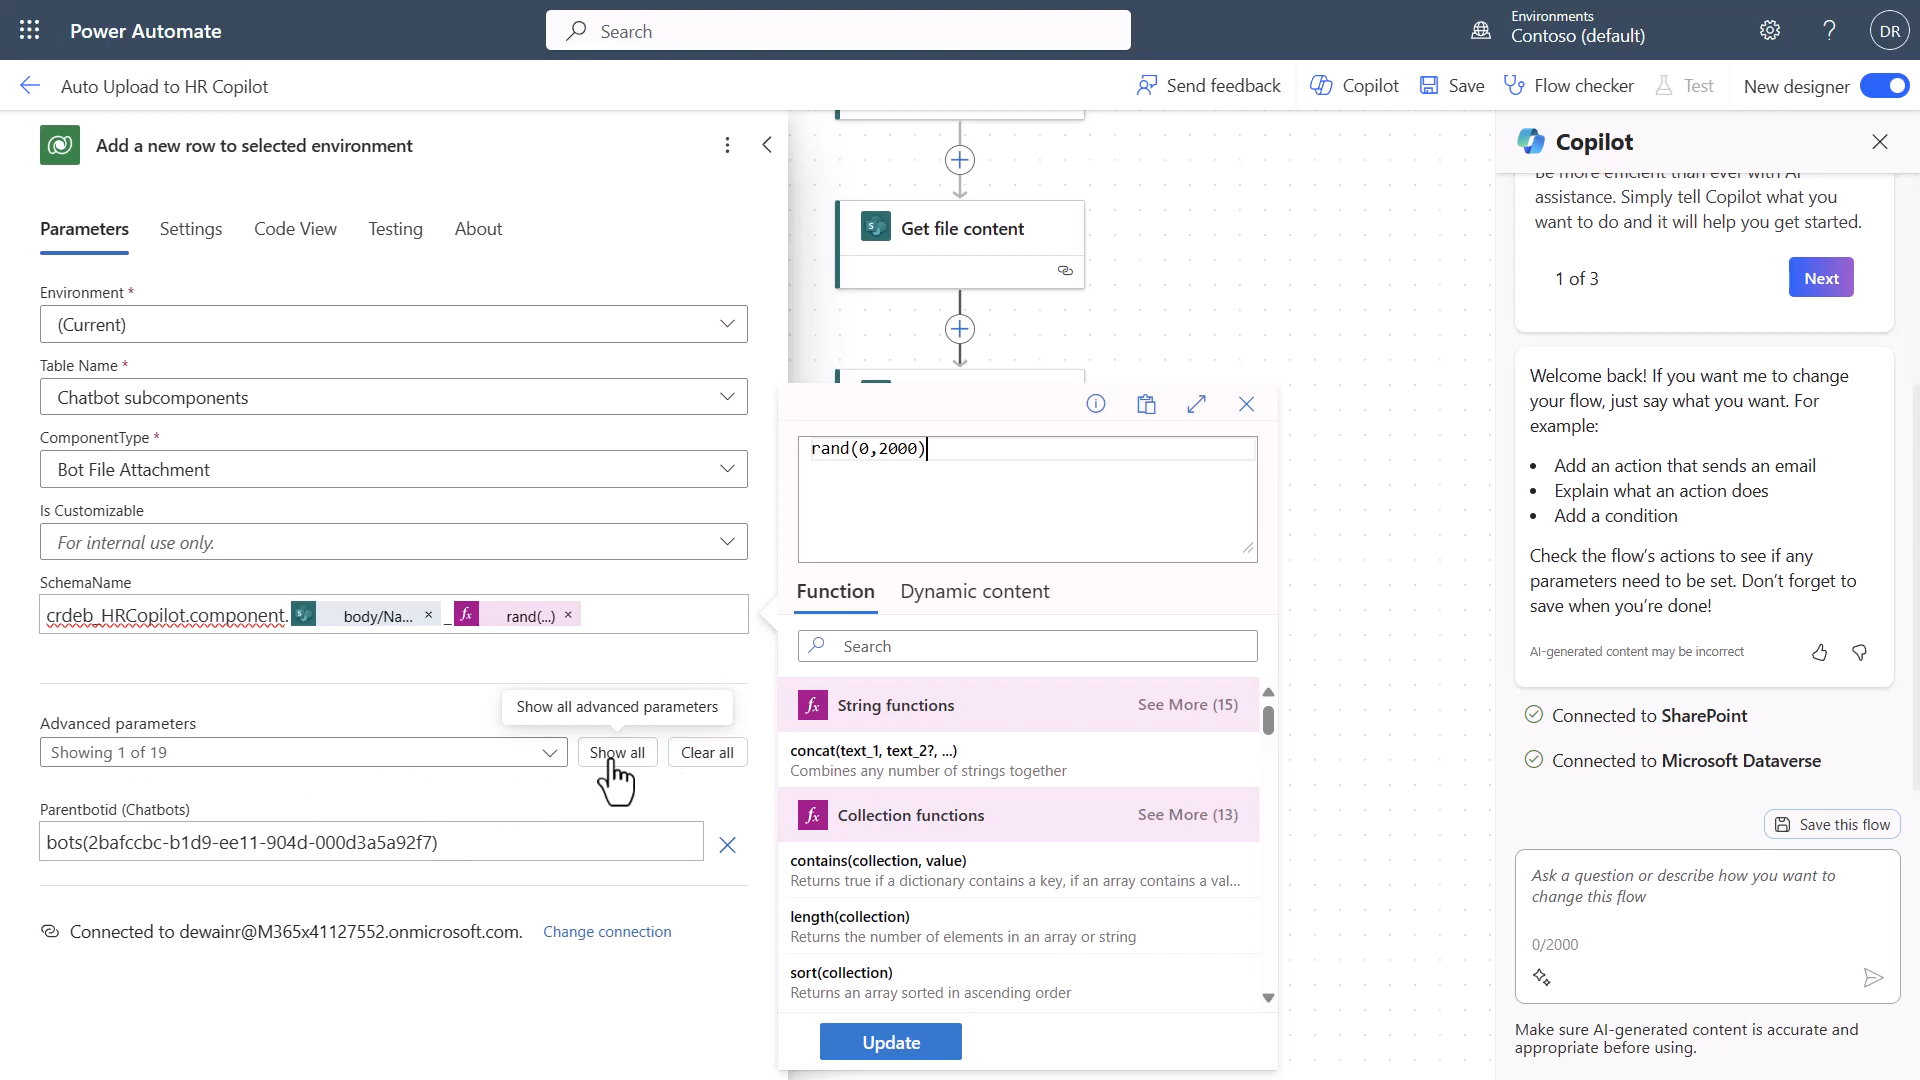 Power Automate
Search
Environments
Contoso (default)
DR
Auto Upload to HR Copilot
Send feedback
Copilot
Save
Flow checker
Test
New designer
Add a new row to selected environment
Parameters
Settings
Code View
Testing
About
Environment *
(Current)
Table Name *
Chatbot subcomponents
ComponentType *
Bot File Attachment
Is Customizable
For internal use only.
SchemaName
crdeb_HRCopilot.component. body/Na... × _ fx rand(...) ×
Show all advanced parameters
Advanced parameters
Showing 1 of 19
Show all
Clear all
Parentbotid (Chatbots)
bots(2bafccbc-b1d9-ee11-904d-000d3a5a92f7)
Connected to dewainr@M365x41127552.onmicrosoft.com.
Change connection
Get file content
rand(0,2000)
Function
Dynamic content
Search
fx String functions
See More (15)
concat(text_1, text_2?, ...)
Combines any number of strings together
fx Collection functions
See More (13)
contains(collection, value)
Returns true if a dictionary contains a key, if an array contains a val...
length(collection)
Returns the number of elements in an array or string
sort(collection)
Returns an array sorted in ascending order
Update
Copilot
Be more efficient than ever with AI
assistance. Simply tell Copilot what you
want to do and it will help you get started.
1 of 3
Next
Welcome back! If you want me to change
your flow, just say what you want. For
example:
• Add an action that sends an email
• Explain what an action does
• Add a condition
Check the flow's actions to see if any
parameters need to be set. Don't forget to
save when you're done!
AI-generated content may be incorrect
Connected to SharePoint
Connected to Microsoft Dataverse
Save this flow
Ask a question or describe how you want to
change this flow
0/2000
Make sure AI-generated content is accurate and
appropriate before using.